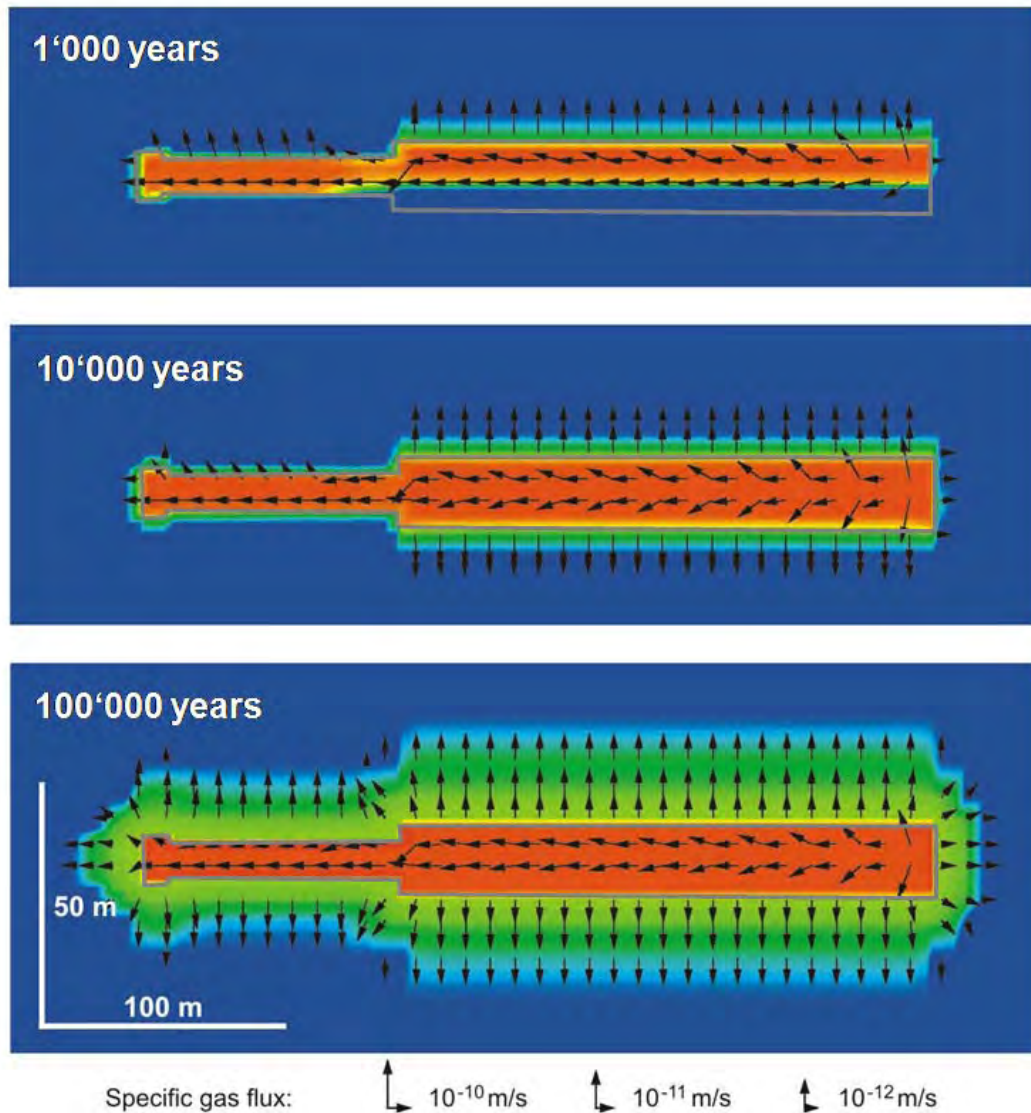 1‘000 years
10‘000 years
100‘000 years
50 m
100 m
Specific gas flux: 10⁻¹⁰ m/s 10⁻¹¹ m/s 10⁻¹² m/s